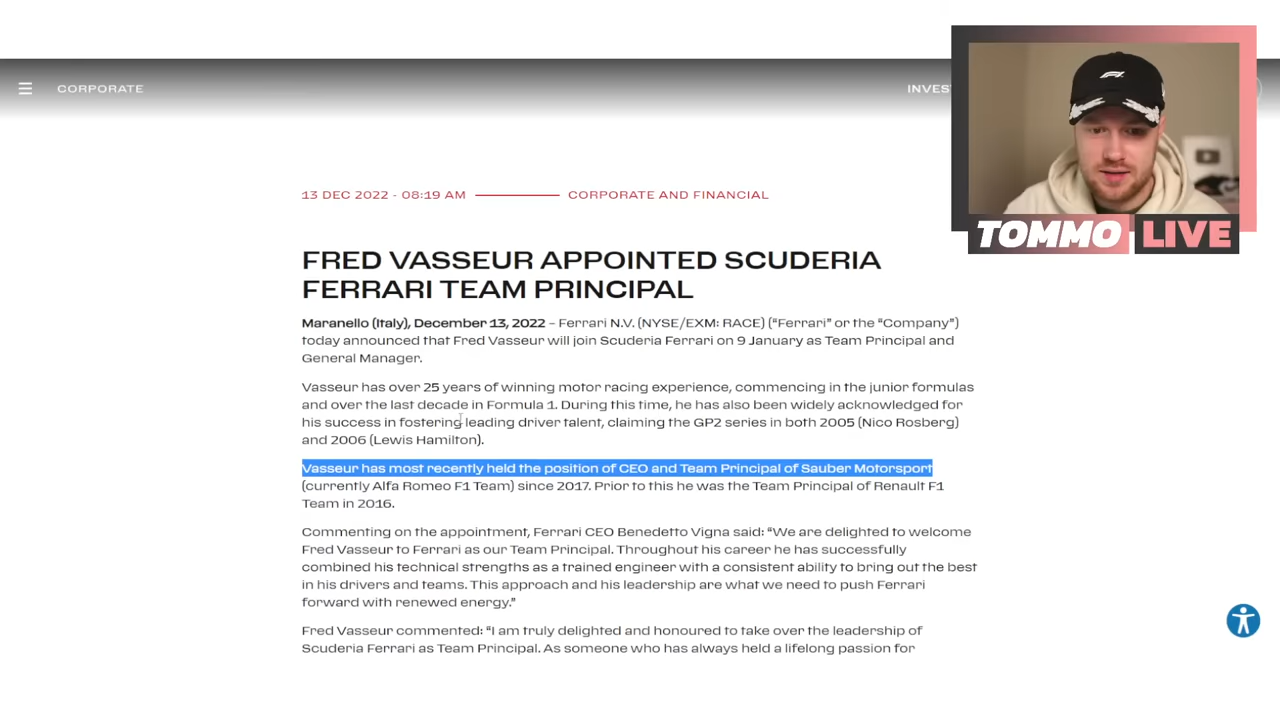 CORPORATE
INVEST
13 DEC 2022 - 08:19 AM
CORPORATE AND FINANCIAL
TOMMO LIVE
FRED VASSEUR APPOINTED SCUDERIA
FERRARI TEAM PRINCIPAL
Maranello (Italy), December 13, 2022 – Ferrari N.V. (NYSE/EXM: RACE) (“Ferrari” or the “Company”)
today announced that Fred Vasseur will join Scuderia Ferrari on 9 January as Team Principal and
General Manager.
Vasseur has over 25 years of winning motor racing experience, commencing in the junior formulas
and over the last decade in Formula 1. During this time, he has also been widely acknowledged for
his success in fostering leading driver talent, claiming the GP2 series in both 2005 (Nico Rosberg)
and 2006 (Lewis Hamilton).
Vasseur has most recently held the position of CEO and Team Principal of Sauber Motorsport
(currently Alfa Romeo F1 Team) since 2017. Prior to this he was the Team Principal of Renault F1
Team in 2016.
Commenting on the appointment, Ferrari CEO Benedetto Vigna said: “We are delighted to welcome
Fred Vasseur to Ferrari as our Team Principal. Throughout his career he has successfully
combined his technical strengths as a trained engineer with a consistent ability to bring out the best
in his drivers and teams. This approach and his leadership are what we need to push Ferrari
forward with renewed energy.”
Fred Vasseur commented: “I am truly delighted and honoured to take over the leadership of
Scuderia Ferrari as Team Principal. As someone who has always held a lifelong passion for